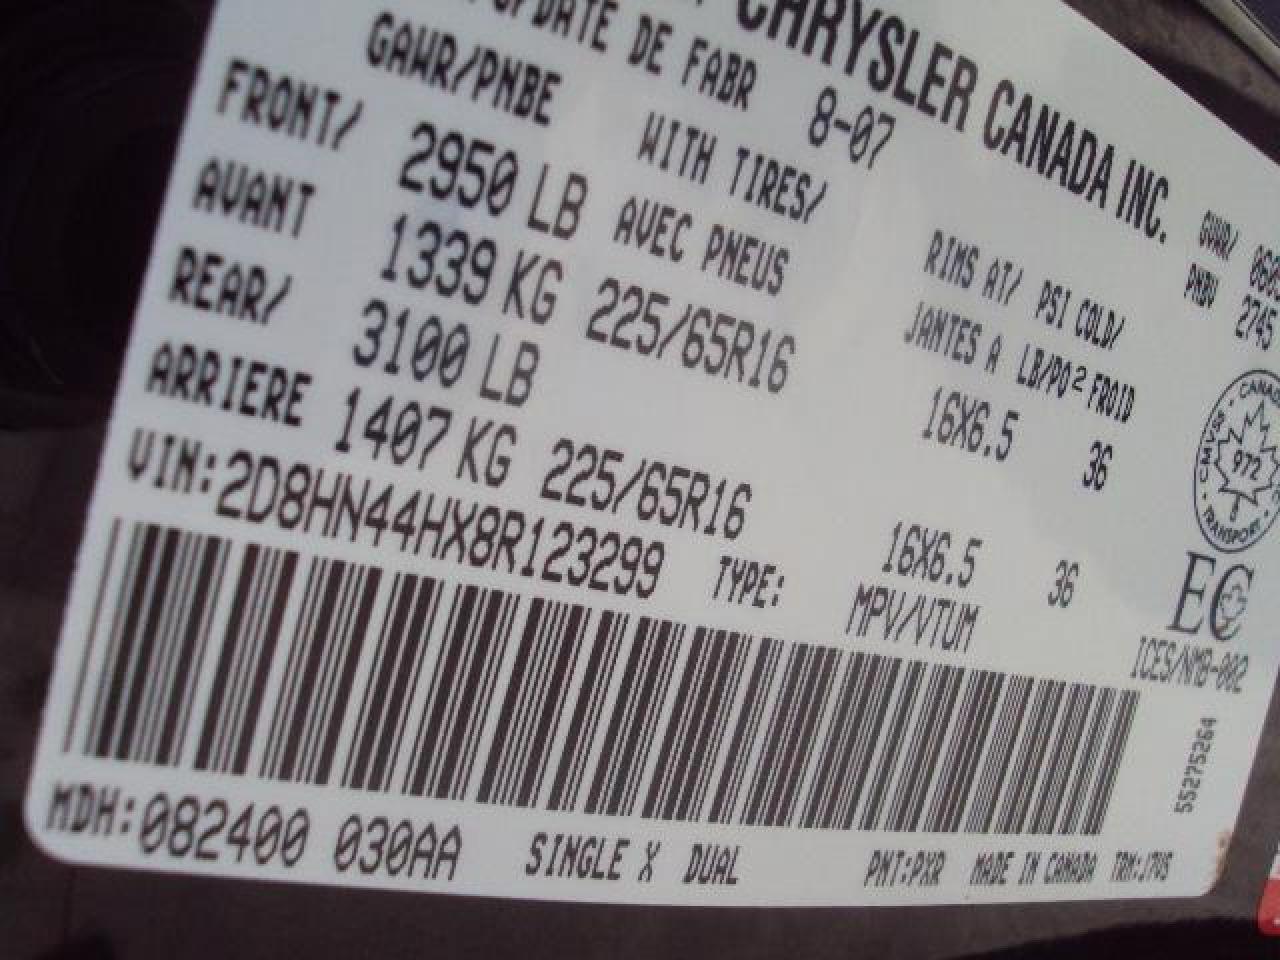 CHRYSLER CANADA INC.
DATE DE FABR 8-07
GVWR/
PNBV 2745
GAWR/PNBE WITH TIRES/ RIMS AT/ PSI COLD/
AVEC PNEUS JANTES A LB/PO² FROID
FRONT/ 2950 LB
AVANT 1339 KG 225/65R16 16X6.5 36
REAR/ 3100 LB
ARRIERE 1407 KG 225/65R16 16X6.5 36
VIN:2D8HN44HX8R123299 TYPE: MPV/VTUM
CMVSS
972
TRANSPORT
EC
ICES/NMB-002
55275264
MDH:082400 030AA SINGLE X DUAL PNT:PXR MADE IN CANADA